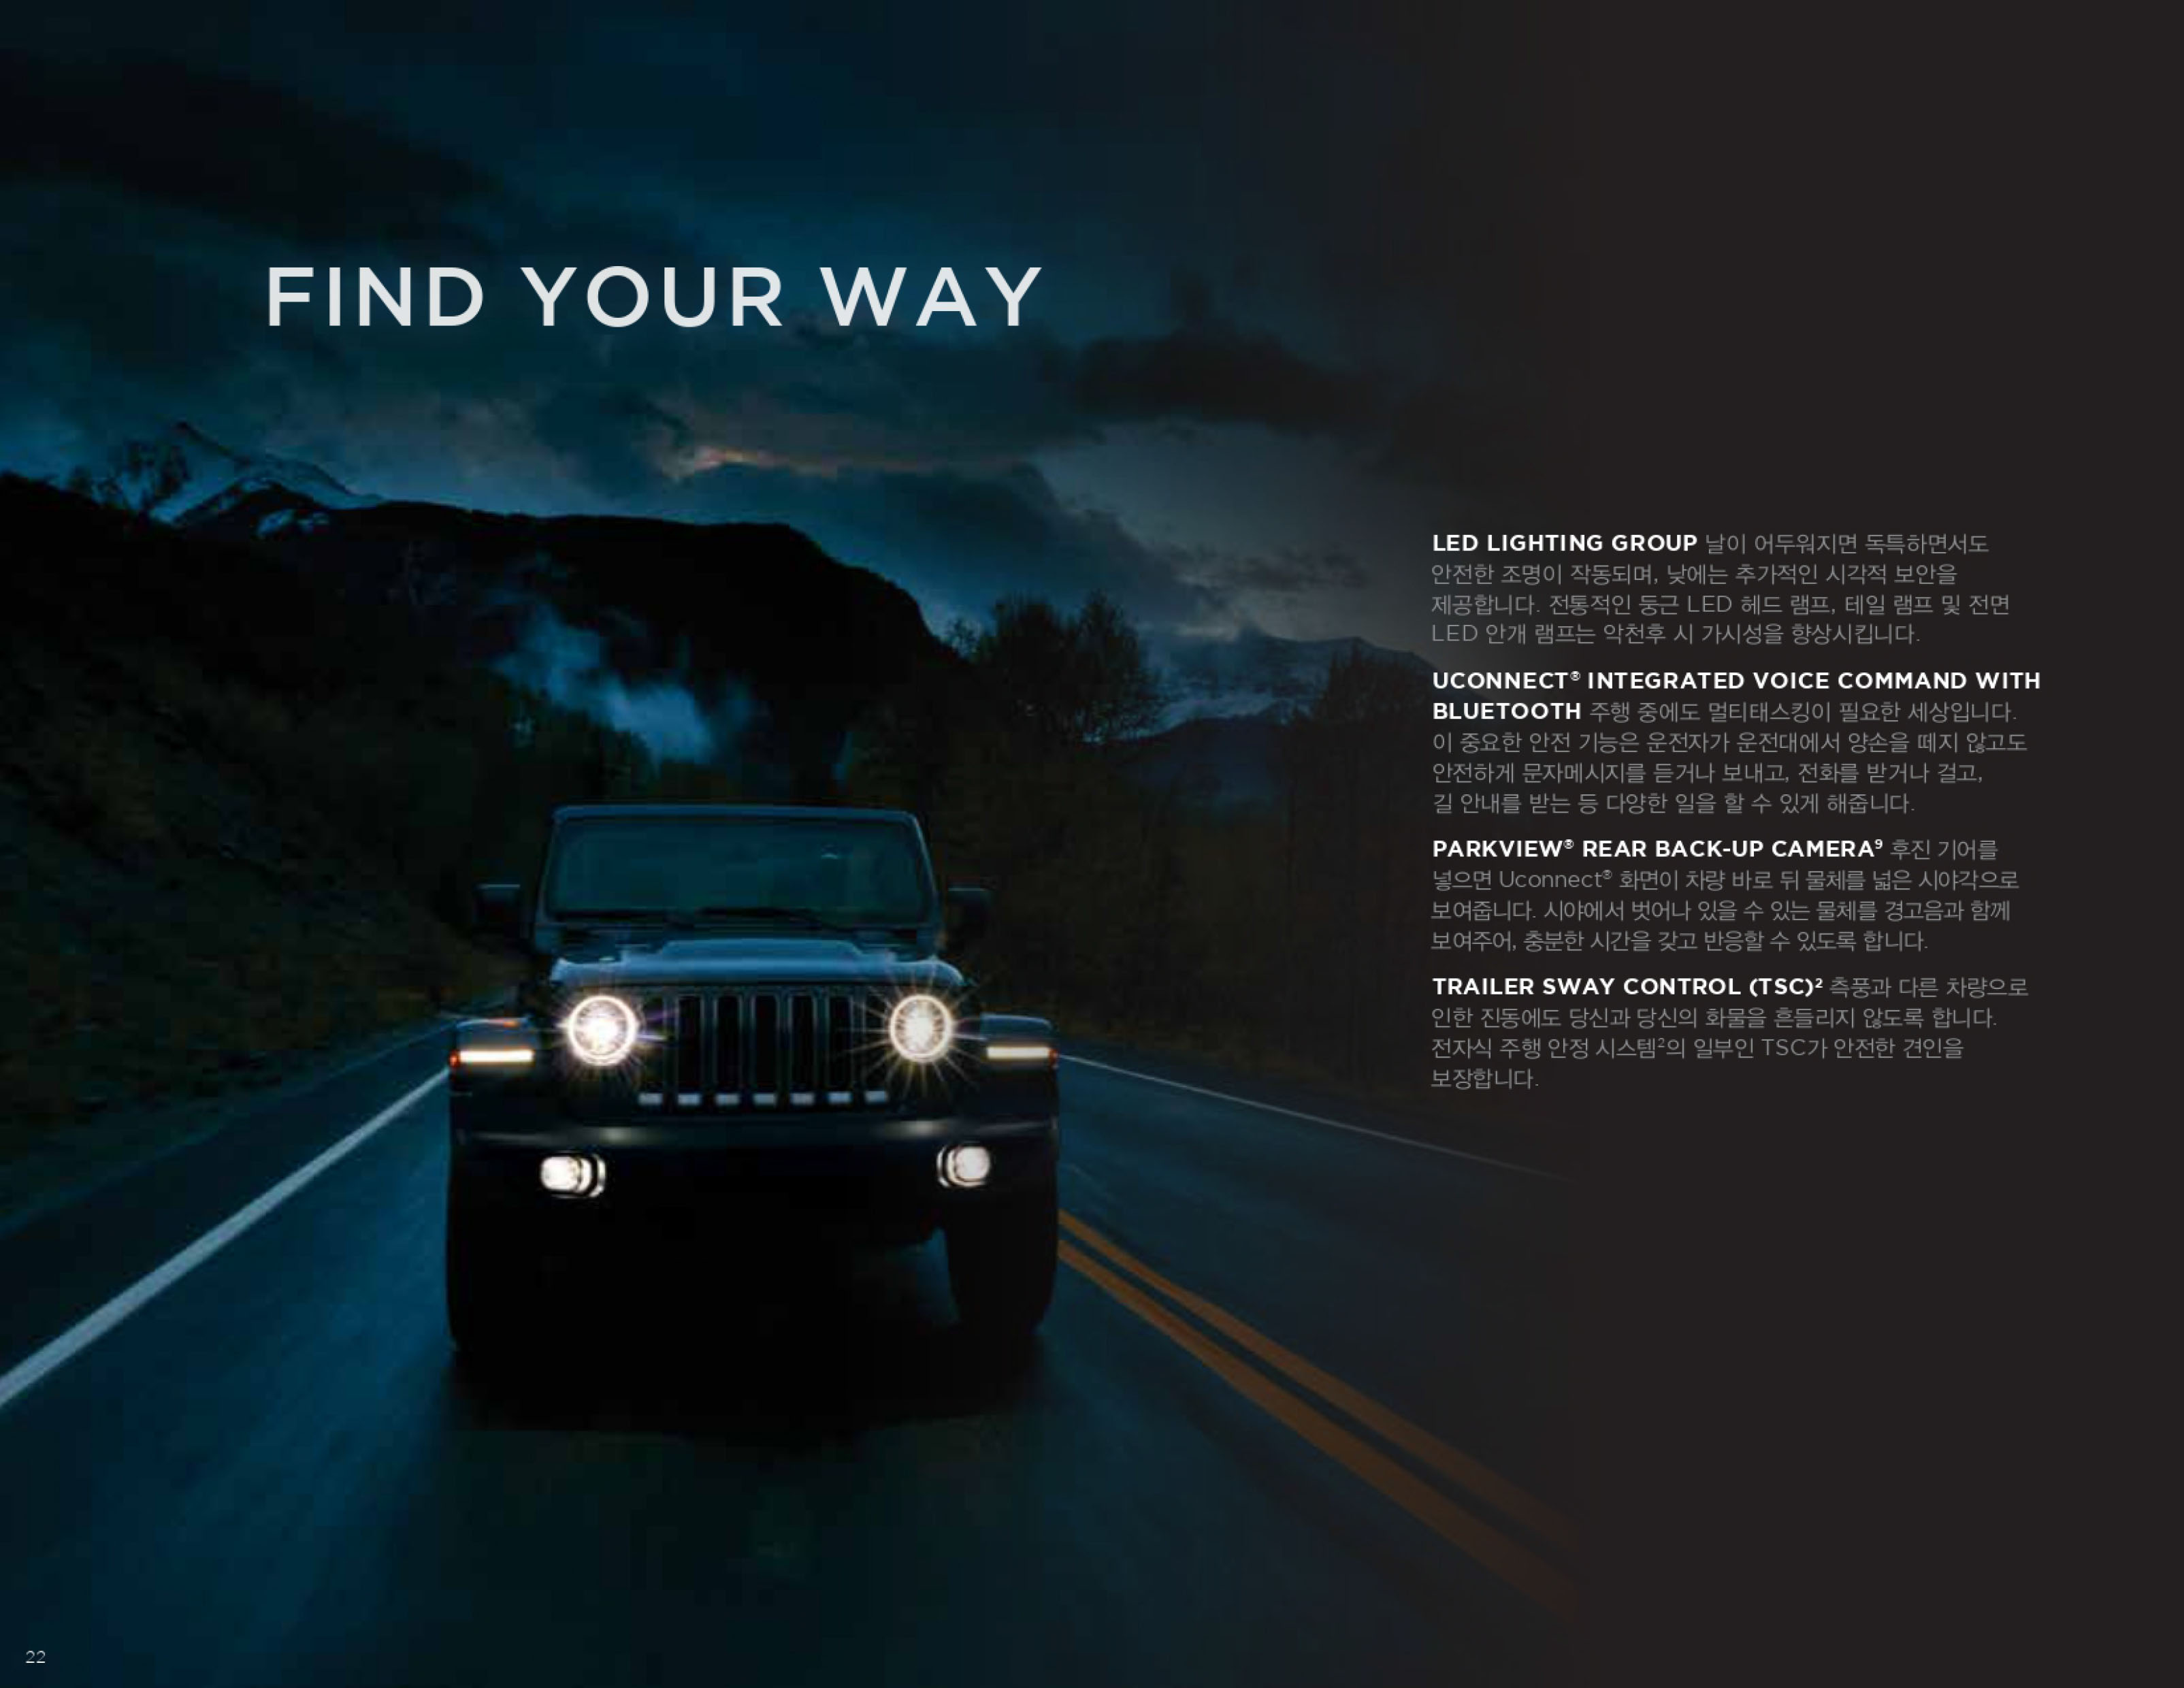 FIND YOUR WAY
LED LIGHTING GROUP 날이 어두워지면 독특하면서도
안전한 조명이 작동되며, 낮에는 추가적인 시각적 보안을
제공합니다. 전통적인 둥근 LED 헤드 램프, 테일 램프 및 전면
LED 안개 램프는 악천후 시 가시성을 향상시킵니다.
UCONNECT® INTEGRATED VOICE COMMAND WITH
BLUETOOTH 주행 중에도 멀티태스킹이 필요한 세상입니다.
이 중요한 안전 기능은 운전자가 운전대에서 양손을 떼지 않고도
안전하게 문자메시지를 듣거나 보내고, 전화를 받거나 걸고,
길 안내를 받는 등 다양한 일을 할 수 있게 해줍니다.
PARKVIEW® REAR BACK-UP CAMERA⁹ 후진 기어를
넣으면 Uconnect® 화면이 차량 바로 뒤 물체를 넓은 시야각으로
보여줍니다. 시야에서 벗어나 있을 수 있는 물체를 경고음과 함께
보여주어, 충분한 시간을 갖고 반응할 수 있도록 합니다.
TRAILER SWAY CONTROL (TSC)² 측풍과 다른 차량으로
인한 진동에도 당신과 당신의 화물을 흔들리지 않도록 합니다.
전자식 주행 안정 시스템²의 일부인 TSC가 안전한 견인을
보장합니다.
22